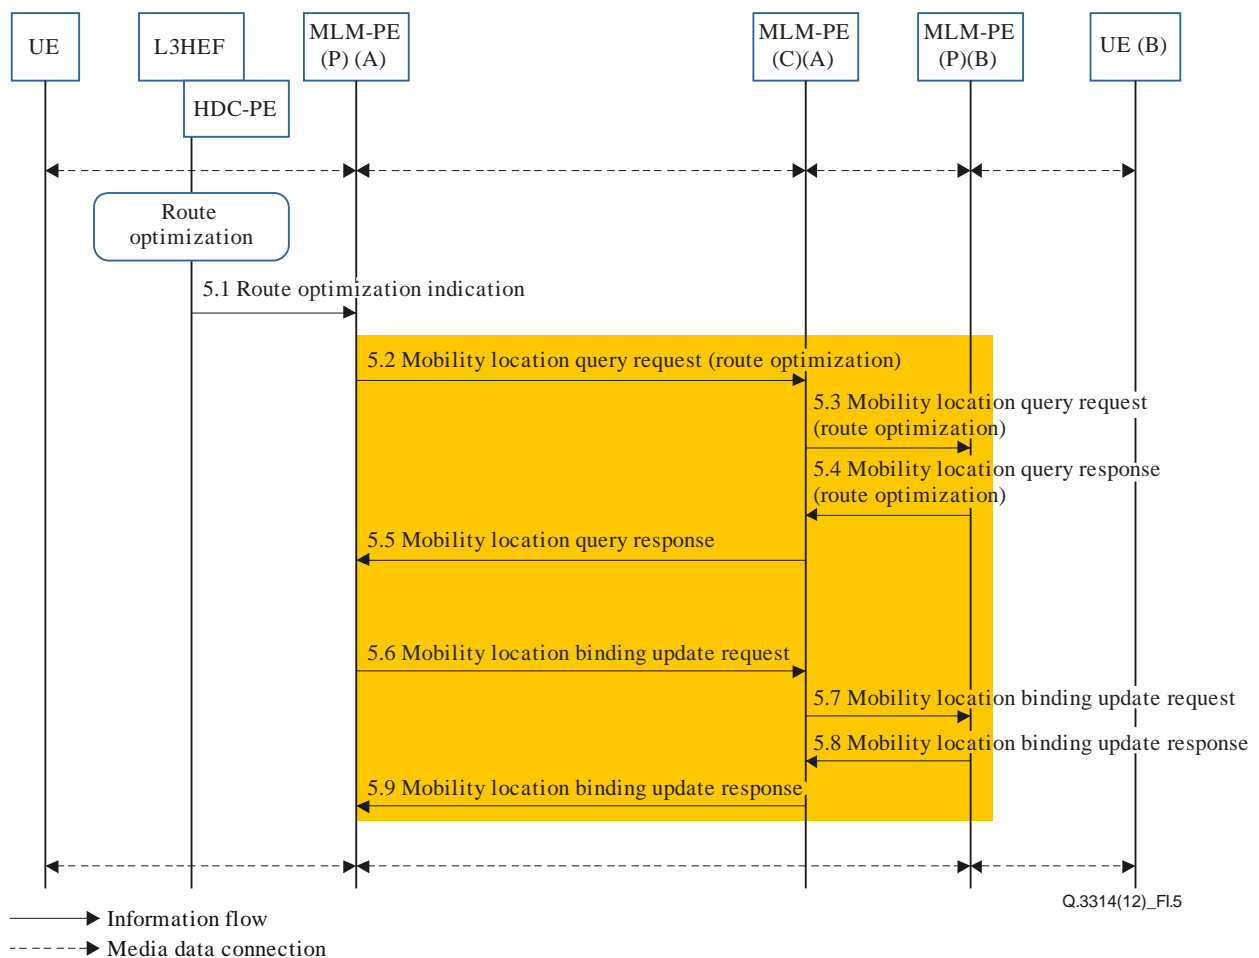 UE
L3HEF
MLM-PE
(P) (A)
MLM-PE
(C)(A)
MLM-PE
(P)(B)
UE (B)
HDC-PE
Route
optimization
5.1 Route optimization indication
5.2 Mobility location query request (route optimization)
5.3 Mobility location query request
(route optimization)
5.4 Mobility location query response
(route optimization)
5.5 Mobility location query response
5.6 Mobility location binding update request
5.7 Mobility location binding update request
5.8 Mobility location binding update response
5.9 Mobility location binding update response
Q.3314(12)_FI.5
Information flow
Media data connection